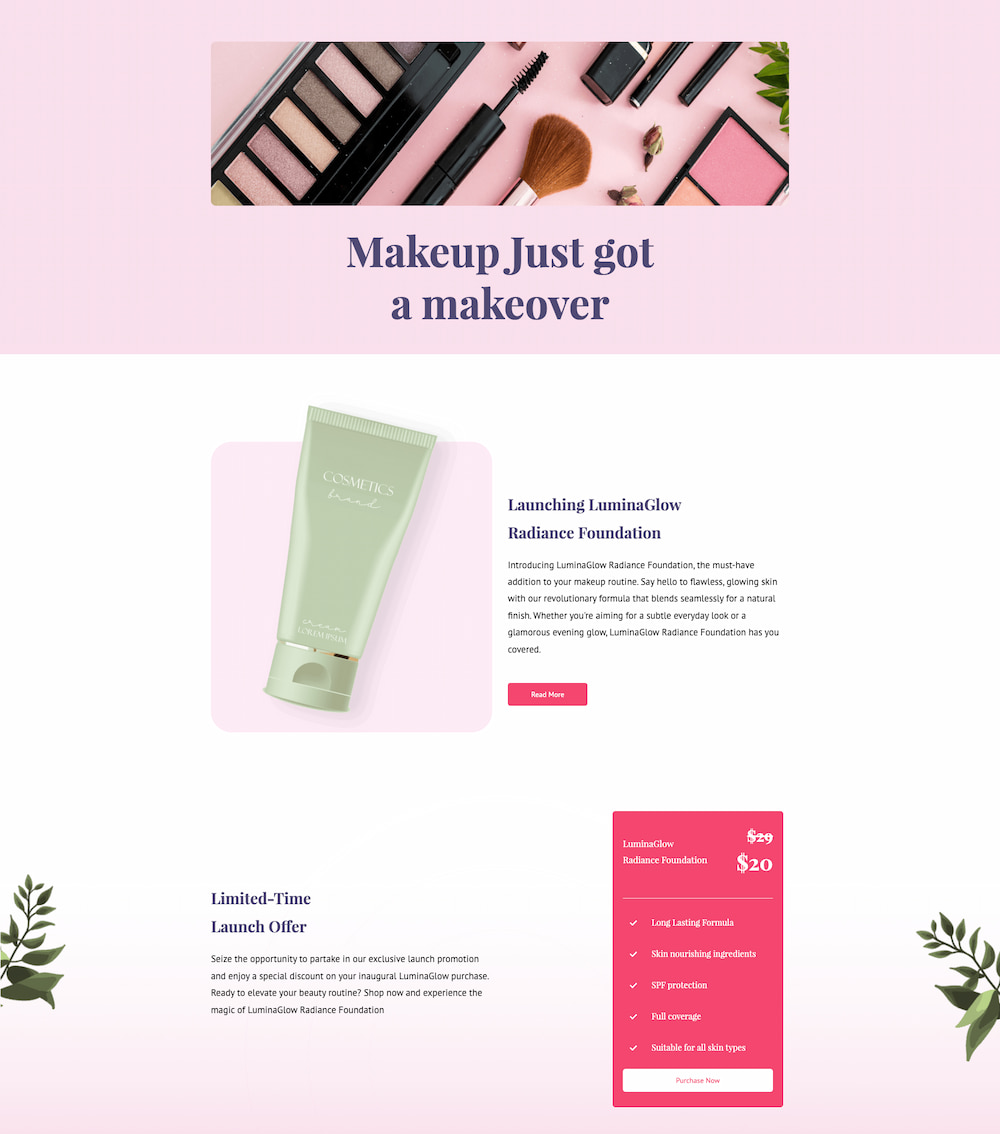 Makeup Just got
a makeover
COSMETICS
brand
cream
LOREM IPSUM
Launching LuminaGlow
Radiance Foundation
Introducing LuminaGlow Radiance Foundation, the must-have
addition to your makeup routine. Say hello to flawless, glowing skin
with our revolutionary formula that blends seamlessly for a natural
finish. Whether you're aiming for a subtle everyday look or a
glamorous evening glow, LuminaGlow Radiance Foundation has you
covered.
Read More
Limited-Time
Launch Offer
Seize the opportunity to partake in our exclusive launch promotion
and enjoy a special discount on your inaugural LuminaGlow purchase.
Ready to elevate your beauty routine? Shop now and experience the
magic of LuminaGlow Radiance Foundation
LuminaGlow
Radiance Foundation
$29
$20
Long Lasting Formula
Skin nourishing ingredients
SPF protection
Full coverage
Suitable for all skin types
Purchase Now